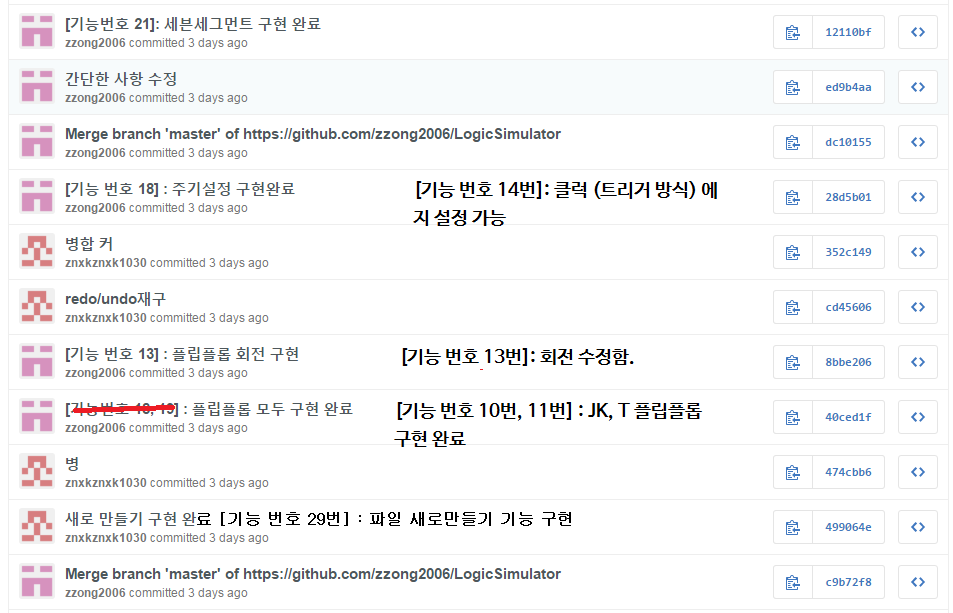 [기능번호 21]: 세븐세그먼트 구현 완료
zzong2006 committed 3 days ago
12110bf
간단한 사항 수정
zzong2006 committed 3 days ago
ed9b4aa
Merge branch 'master' of https://github.com/zzong2006/LogicSimulator
zzong2006 committed 3 days ago
dc10155
[기능 번호 18] : 주기설정 구현완료
zzong2006 committed 3 days ago
[기능 번호 14번]: 클럭 (트리거 방식) 에
지 설정 가능
28d5b01
병합 커
znxkznxk1030 committed 3 days ago
352c149
redo/undo재구
znxkznxk1030 committed 3 days ago
cd45606
[기능 번호 13] : 플립플롭 회전 구현
zzong2006 committed 3 days ago
[기능 번호 13번]: 회전 수정함.
8bbe206
[기능번호 18, 19] : 플립플롭 모두 구현 완료
zzong2006 committed 3 days ago
[기능 번호 10번, 11번] : JK, T 플립플롭
구현 완료
40ced1f
병
znxkznxk1030 committed 3 days ago
474cbb6
새로 만들기 구현 완료 [기능 번호 29번] : 파일 새로만들기 기능 구현
znxkznxk1030 committed 3 days ago
499064e
Merge branch 'master' of https://github.com/zzong2006/LogicSimulator
zzong2006 committed 3 days ago
c9b72f8